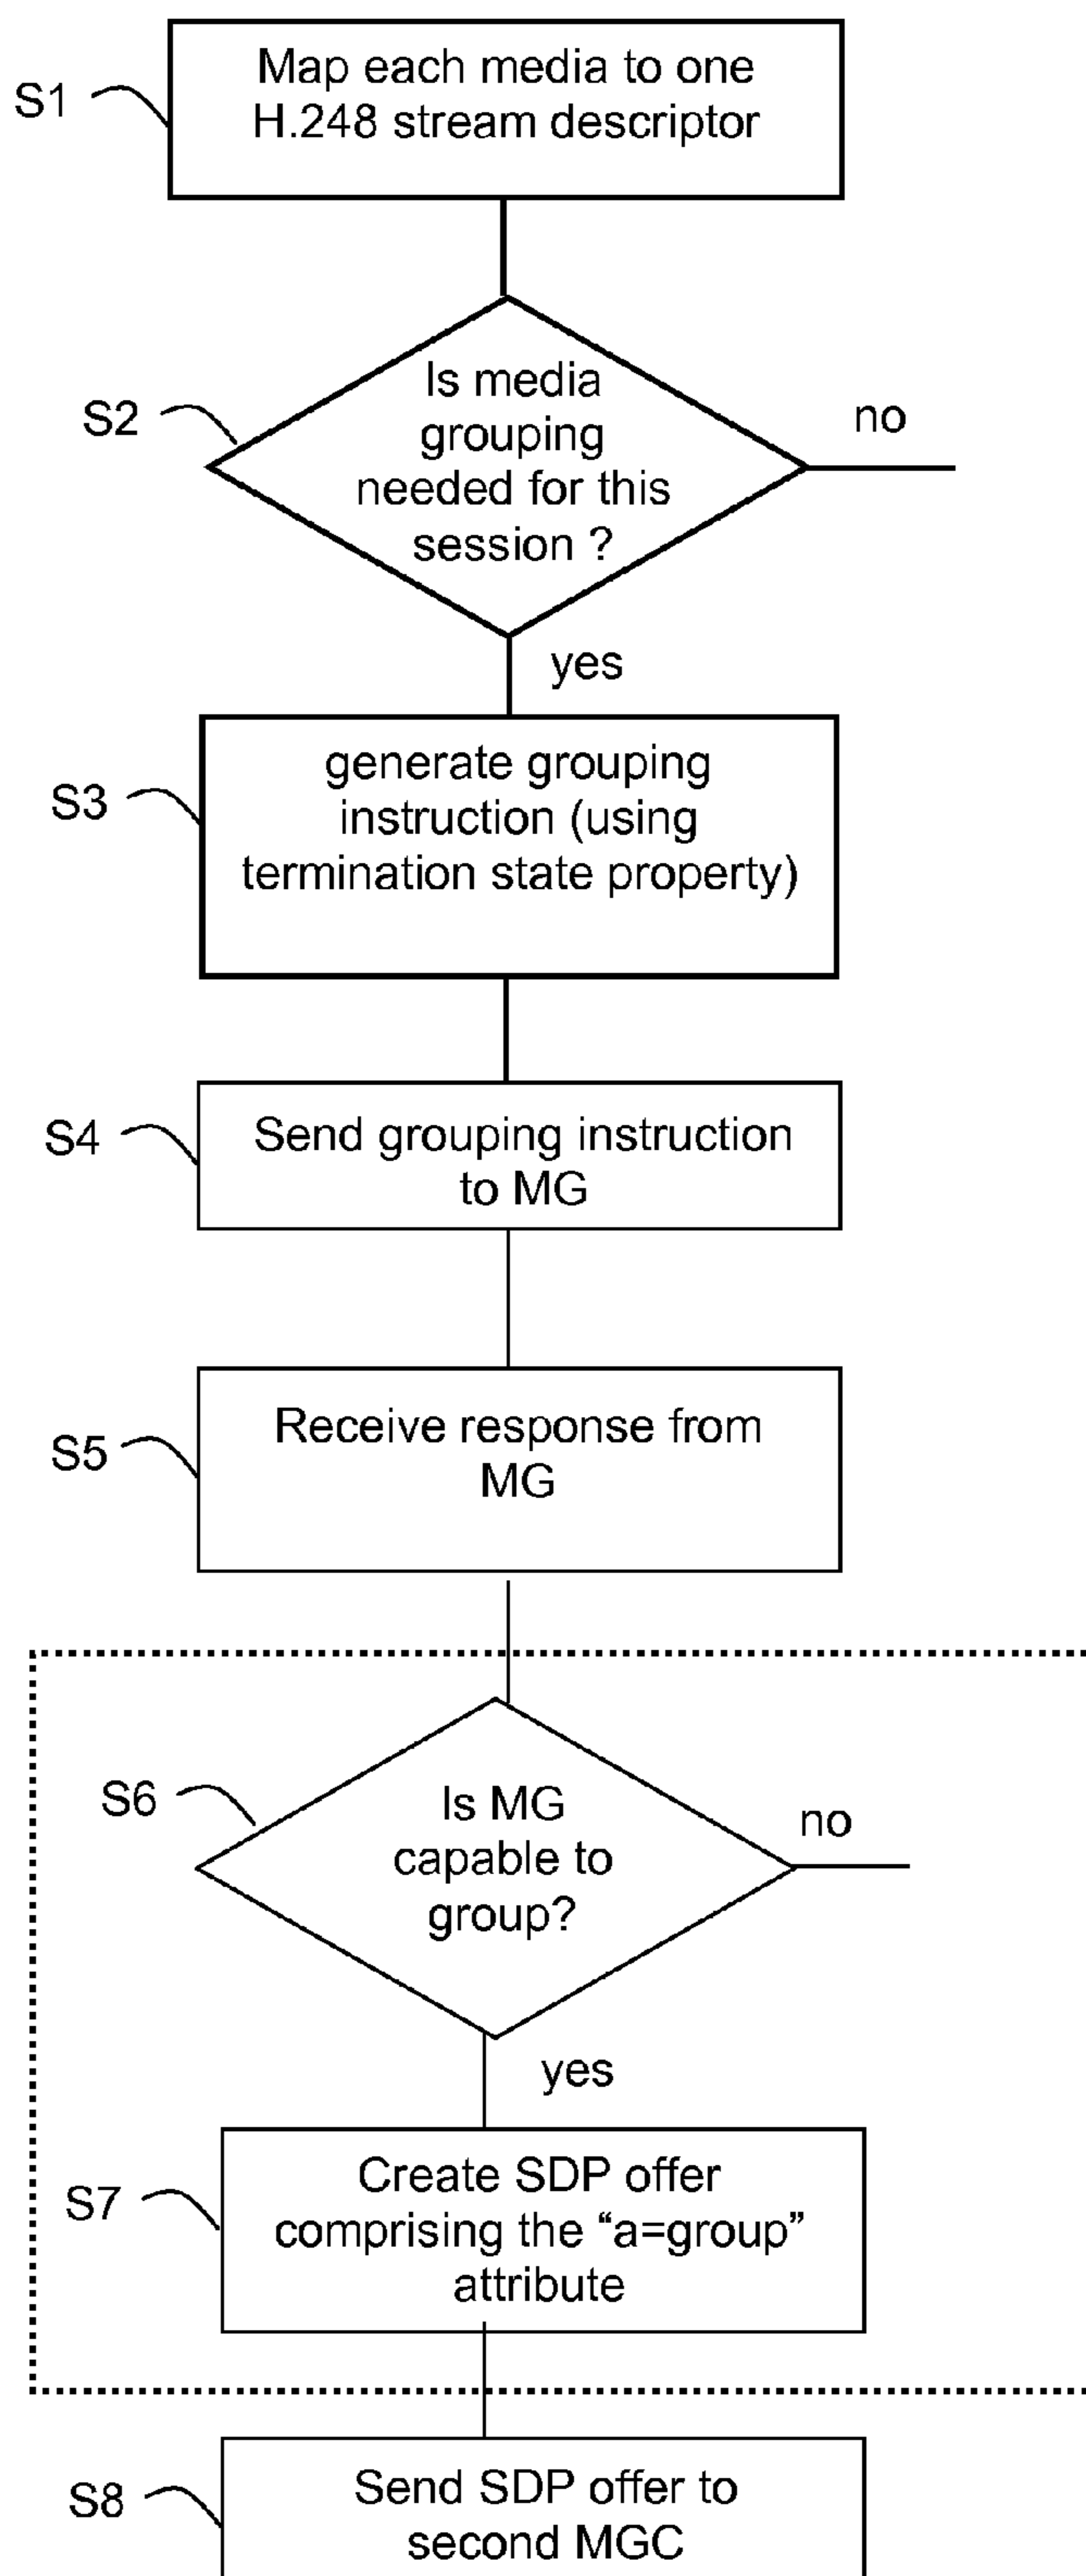 S1
Map each media to one
H.248 stream descriptor
S2
Is media
grouping
needed for this
session ?
no
yes
S3
generate grouping
instruction (using
termination state property)
S4
Send grouping instruction
to MG
S5
Receive response from
MG
S6
Is MG
capable to
group?
no
yes
S7
Create SDP offer
comprising the “a=group”
attribute
S8
Send SDP offer to
second MGC